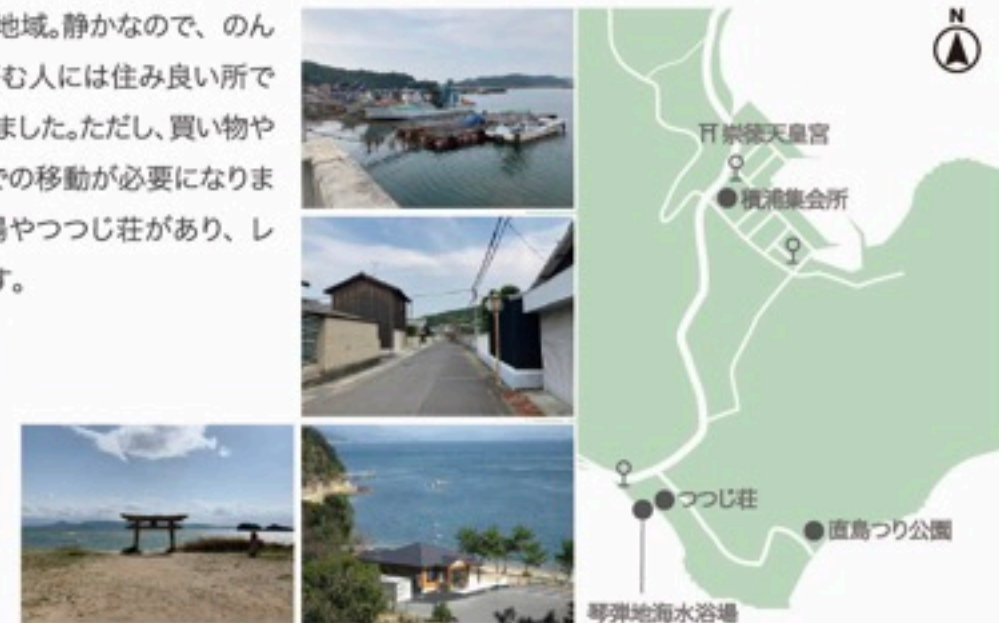 地域。静かなので、のん
む人には住み良い所で
ました。ただし、買い物や
での移動が必要になりま
場やつつじ荘があり、レ
す。
N
崇徳天皇宮
積浦集会所
つつじ荘
直島つり公園
琴弾地海水浴場